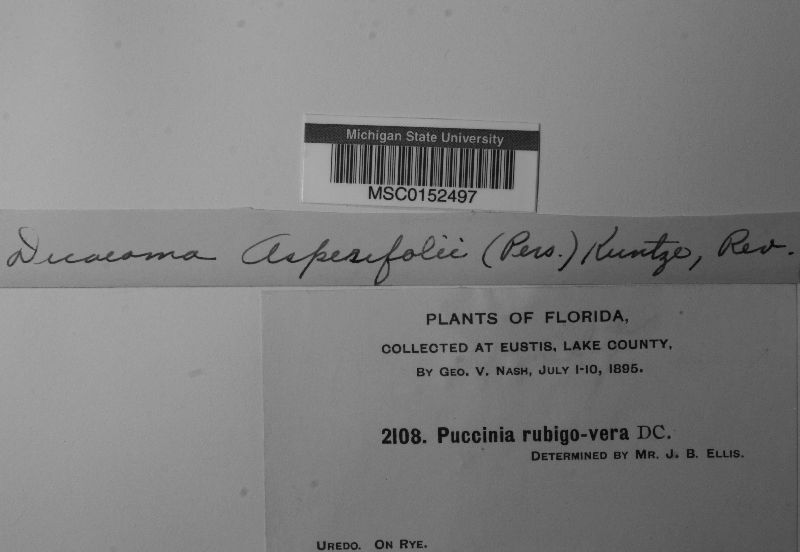 Michigan State University
MSC0152497
Dicaeoma Asperifolii (Pers.) Kuntze, Rev.
PLANTS OF FLORIDA,
COLLECTED AT EUSTIS, LAKE COUNTY,
BY GEO. V. NASH, JULY 1-10, 1895.
2108. Puccinia rubigo-vera DC.
DETERMINED BY MR. J. B. ELLIS.
UREDO. ON RYE.